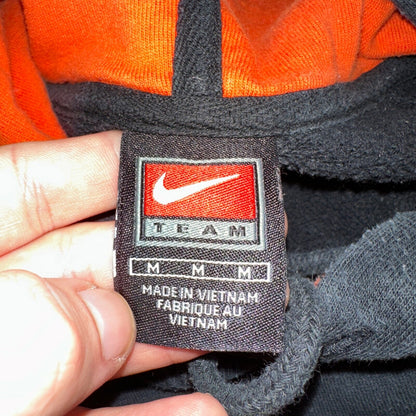 TEAM
M M M
MADE IN VIETNAM
FABRIQUE AU
VIETNAM